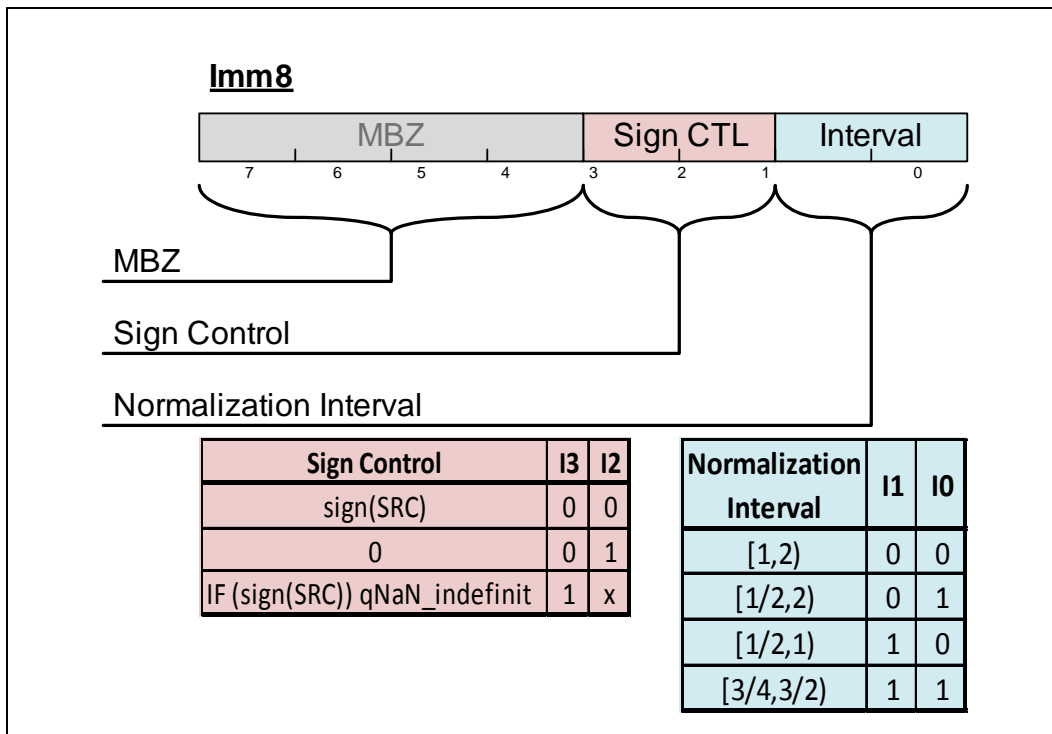 Imm8
MBZ Sign CTL Interval
7 6 5 4 3 2 1 0
MBZ
Sign Control
Normalization Interval
Sign Control I3 I2
sign(SRC) 0 0
0 0 1
IF (sign(SRC)) qNaN_indefinit 1 x
Normalization
Interval I1 I0
[1,2) 0 0
[1/2,2) 0 1
[1/2,1) 1 0
[3/4,3/2) 1 1